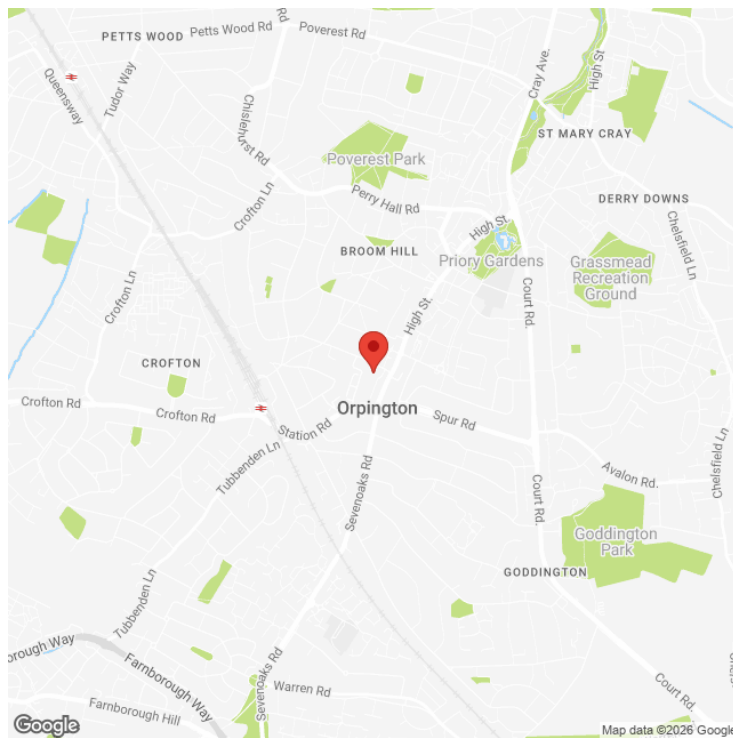 Rd
PETTS WOOD
Petts Wood Rd
Poverest Rd
Queensway
Tudor Way
Cray Ave.
High St
Chislehurst Rd
ST MARY CRAY
Poverest Park
Crofton Ln
Perry Hall Rd
DERRY DOWNS
High St.
Chelsfield Ln
BROOM HILL
Priory Gardens
Grassmead
Recreation
Ground
Crofton Ln
Court Rd.
High St.
CROFTON
Crofton Rd
Crofton Rd
Orpington
Station Rd
Spur Rd
Tubbenden Ln
Chelsfield Ln
Sevenoaks Rd
Avalon Rd.
Court Rd.
Goddington
Park
GODDINGTON
Tubbenden Ln
orough Way
Farnborough Way
Sevenoaks Rd
Warren Rd
Court Rd.
Farnborough Hill
Google
Map data ©2026 Google